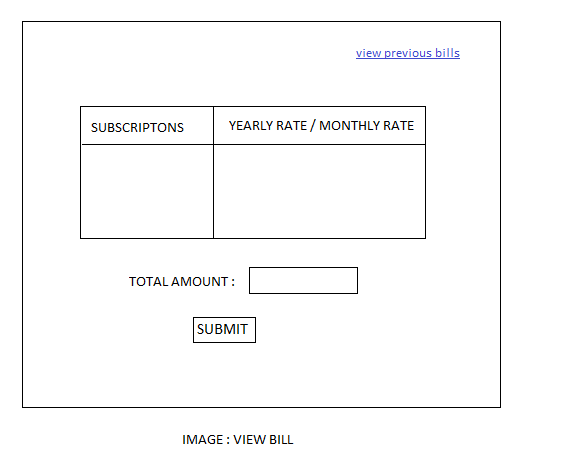 view previous bills
SUBSCRIPTONS
YEARLY RATE / MONTHLY RATE
TOTAL AMOUNT :
SUBMIT
IMAGE : VIEW BILL